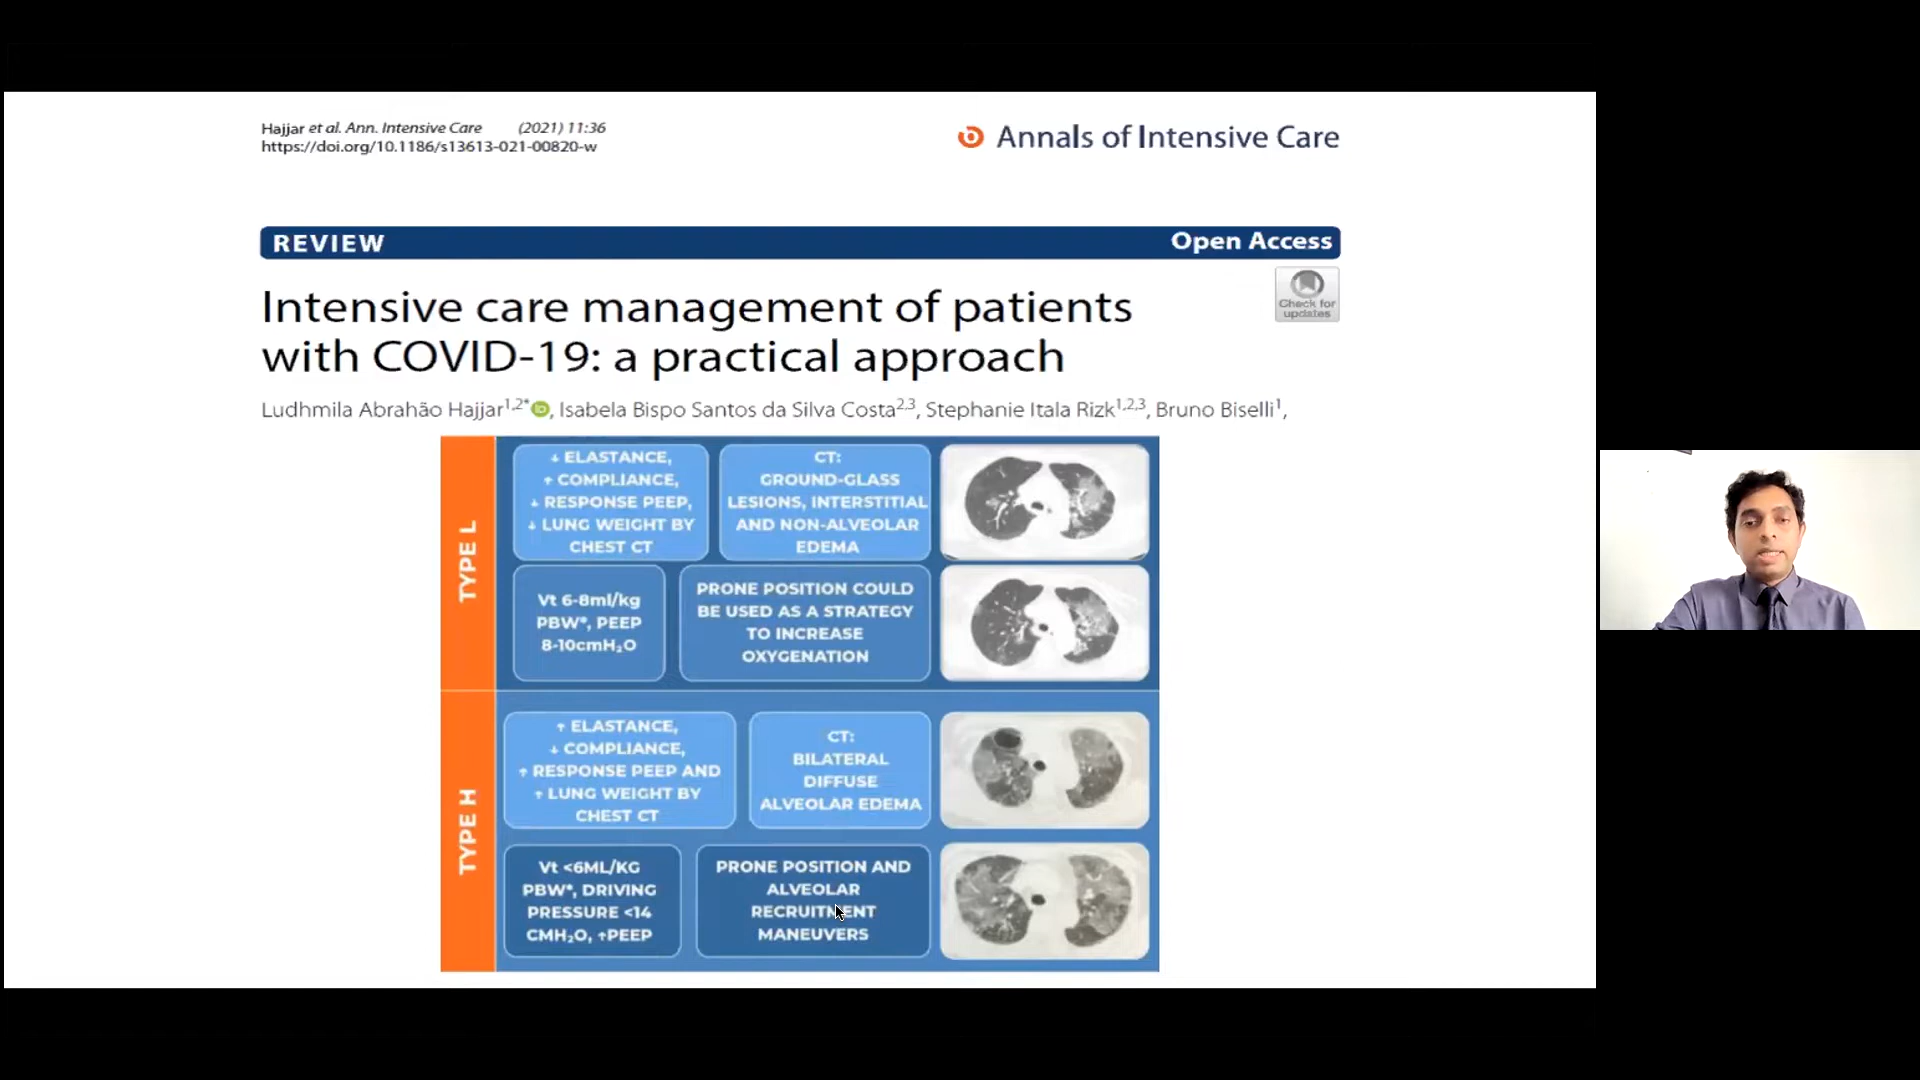 Hajjar et al. Ann. Intensive Care (2021) 11:36
https://doi.org/10.1186/s13613-021-00820-w
Annals of Intensive Care
REVIEW
Open Access
Check for
updates
Intensive care management of patients
with COVID-19: a practical approach
Ludhmila Abrahão Hajjar1,2*, Isabela Bispo Santos da Silva Costa2,3, Stephanie Itala Rizk1,2,3, Bruno Biselli1,
TYPE L
↓ ELASTANCE,
↑ COMPLIANCE,
↓ RESPONSE PEEP,
↓ LUNG WEIGHT BY
CHEST CT
CT:
GROUND-GLASS
LESIONS, INTERSTITIAL
AND NON-ALVEOLAR
EDEMA
Vt 6-8ml/kg
PBW*, PEEP
8-10cmH₂O
PRONE POSITION COULD
BE USED AS A STRATEGY
TO INCREASE
OXYGENATION
TYPE H
↑ ELASTANCE,
↓ COMPLIANCE,
↑ RESPONSE PEEP AND
↑ LUNG WEIGHT BY
CHEST CT
CT:
BILATERAL
DIFFUSE
ALVEOLAR EDEMA
Vt <6ML/KG
PBW*, DRIVING
PRESSURE <14
CMH₂O, ↑PEEP
PRONE POSITION AND
ALVEOLAR
RECRUITMENT
MANEUVERS